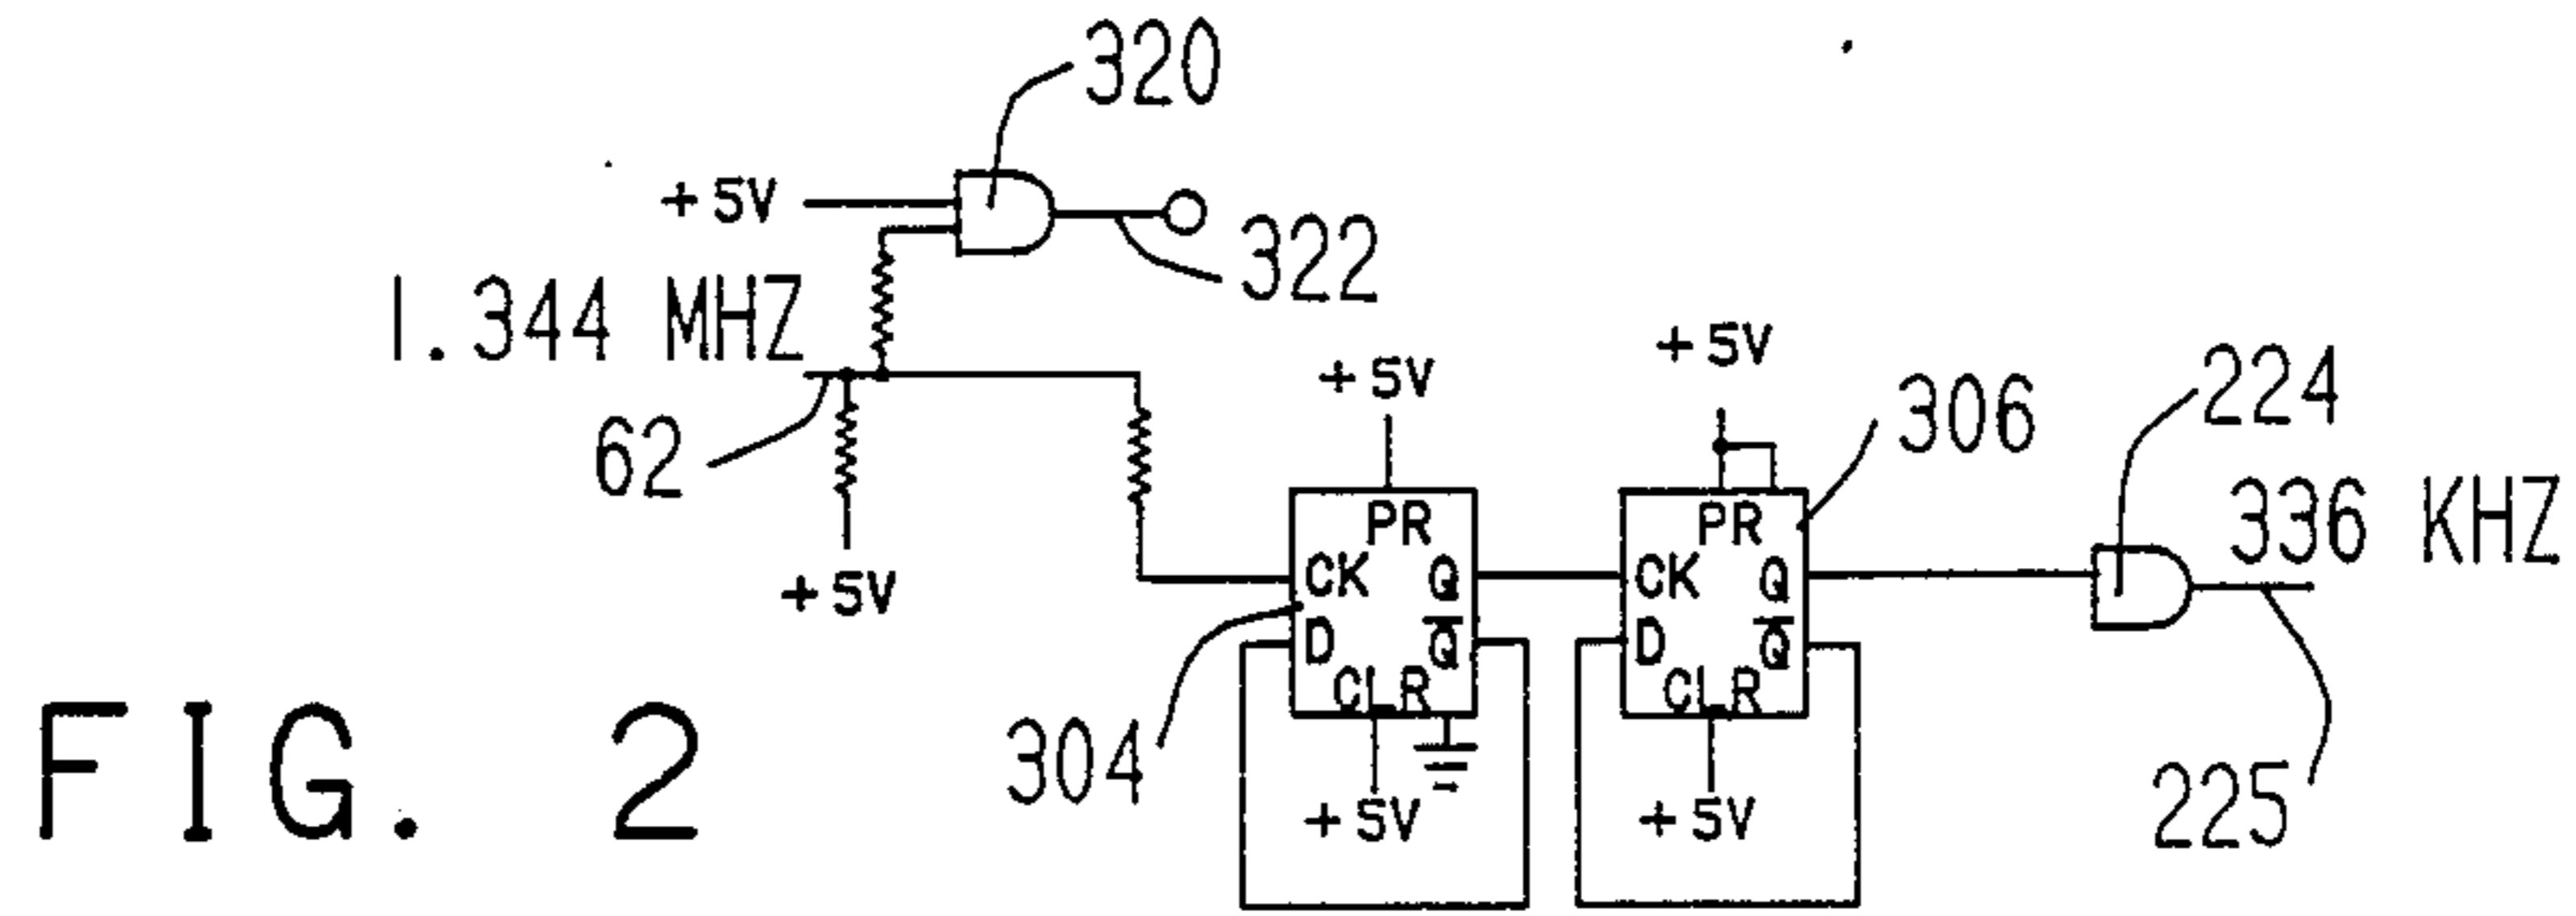 320
+5V
322
1.344 MHZ
+5V
+5V
306
224
62
336 KHZ
PR
PR
+5V
CK
Q
CK
Q
D
Q̅
D
Q̅
CLR
CLR
304
+5V
+5V
225
FIG. 2